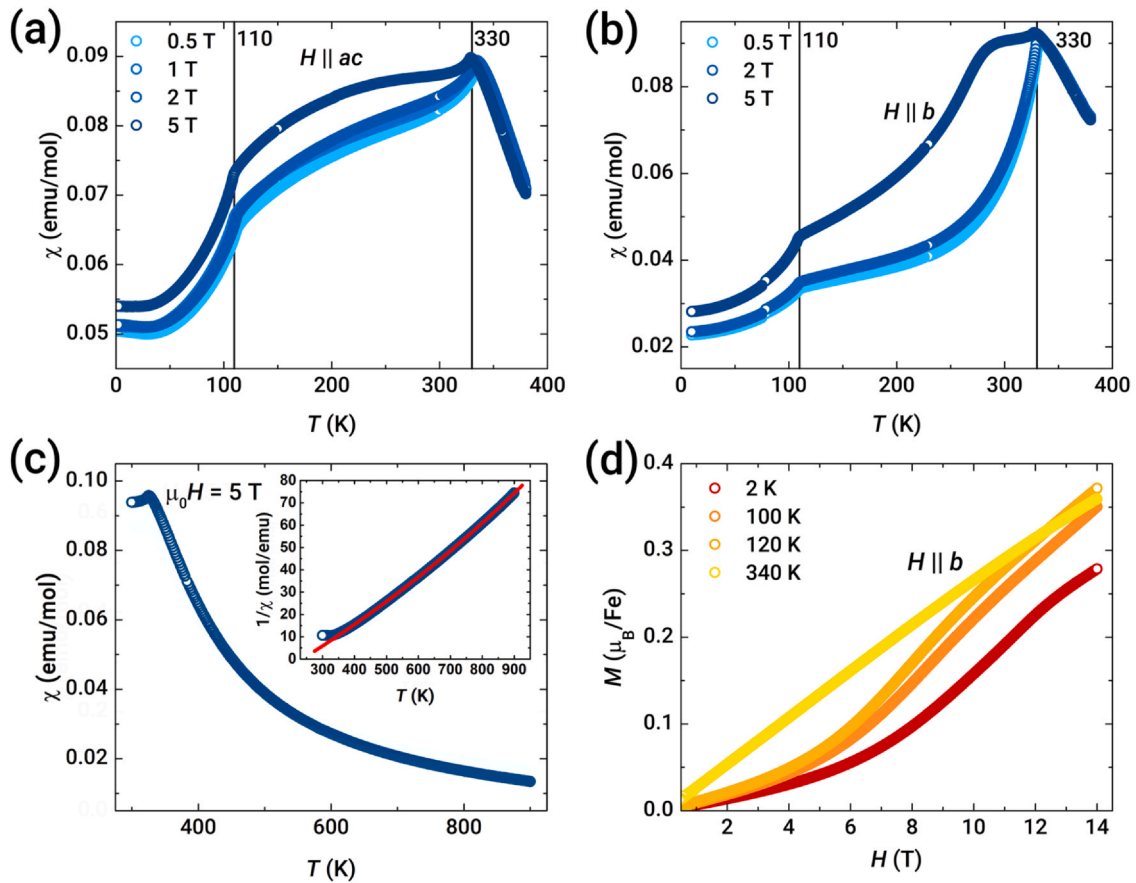 (a)
0.5 T
1 T
2 T
5 T
110
H || ac
330
0.09
0.08
0.07
0.06
0.05
χ (emu/mol)
0 100 200 300 400
T (K)
(b)
0.5 T
2 T
5 T
110
H || b
330
0.08
0.06
0.04
0.02
χ (emu/mol)
0 100 200 300 400
T (K)
(c)
μ₀H = 5 T
0.10
0.08
0.06
0.04
0.02
0.0
χ (emu/mol)
400 600 800
T (K)
80
70
60
50
40
30
20
10
0
1/χ (mol/emu)
300 400 500 600 700 800 900
T (K)
(d)
2 K
100 K
120 K
340 K
H || b
0.4
0.3
0.2
0.1
0.0
M (μB/Fe)
2 4 6 8 10 12 14
H (T)